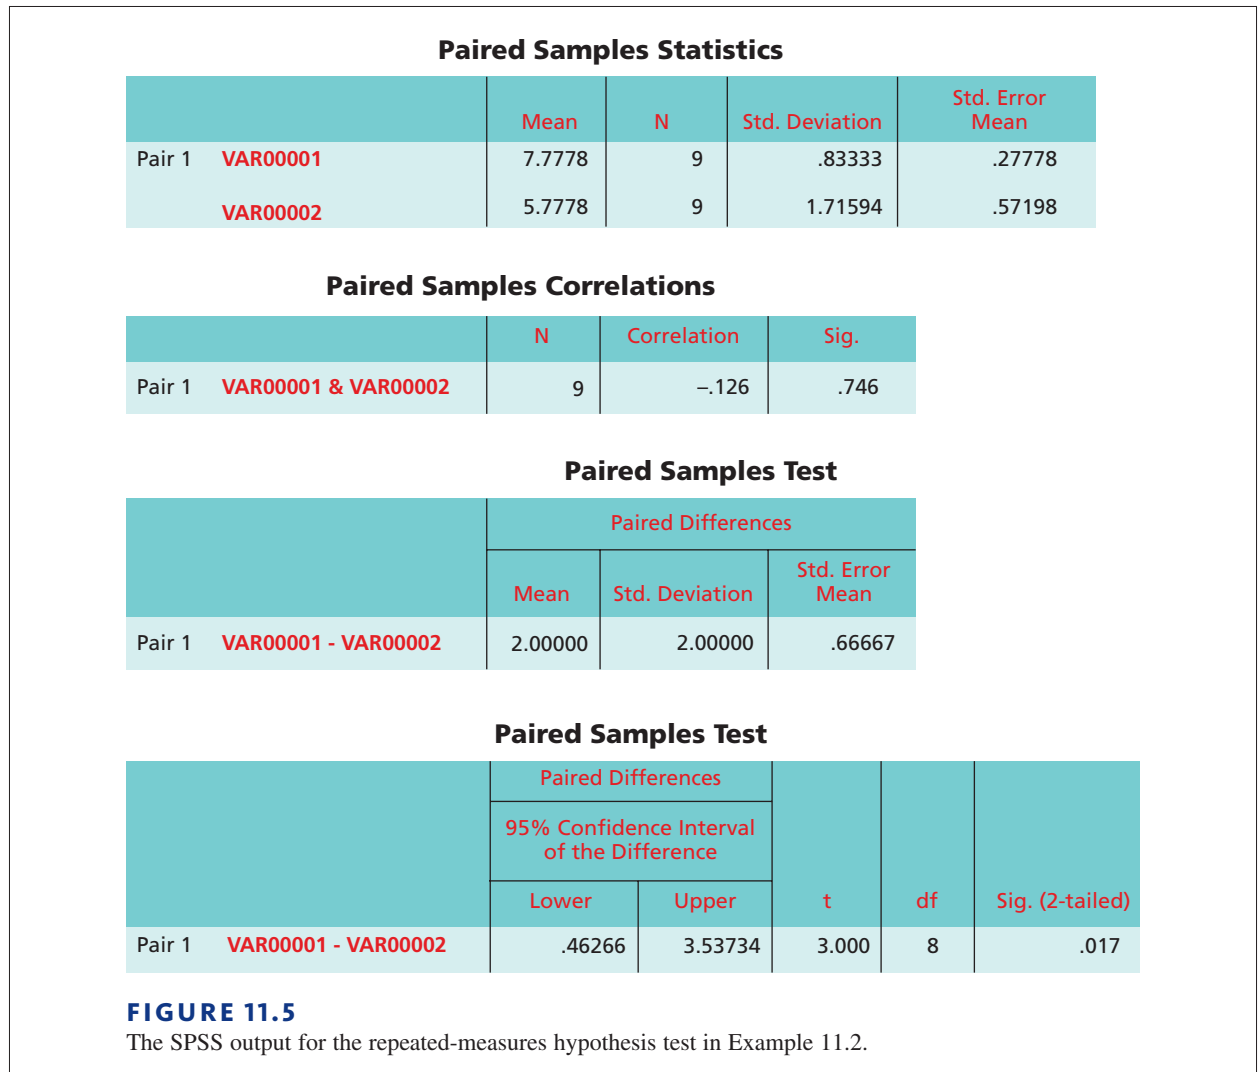 Paired Samples Statistics
Mean N Std. Deviation Std. Error Mean
Pair 1 VAR00001 7.7778 9 .83333 .27778
VAR00002 5.7778 9 1.71594 .57198
Paired Samples Correlations
N Correlation Sig.
Pair 1 VAR00001 & VAR00002 9 –.126 .746
Paired Samples Test
Paired Differences
Mean Std. Deviation Std. Error Mean
Pair 1 VAR00001 - VAR00002 2.00000 2.00000 .66667
Paired Samples Test
Paired Differences
95% Confidence Interval
of the Difference
Lower Upper t df Sig. (2-tailed)
Pair 1 VAR00001 - VAR00002 .46266 3.53734 3.000 8 .017
FIGURE 11.5
The SPSS output for the repeated-measures hypothesis test in Example 11.2.